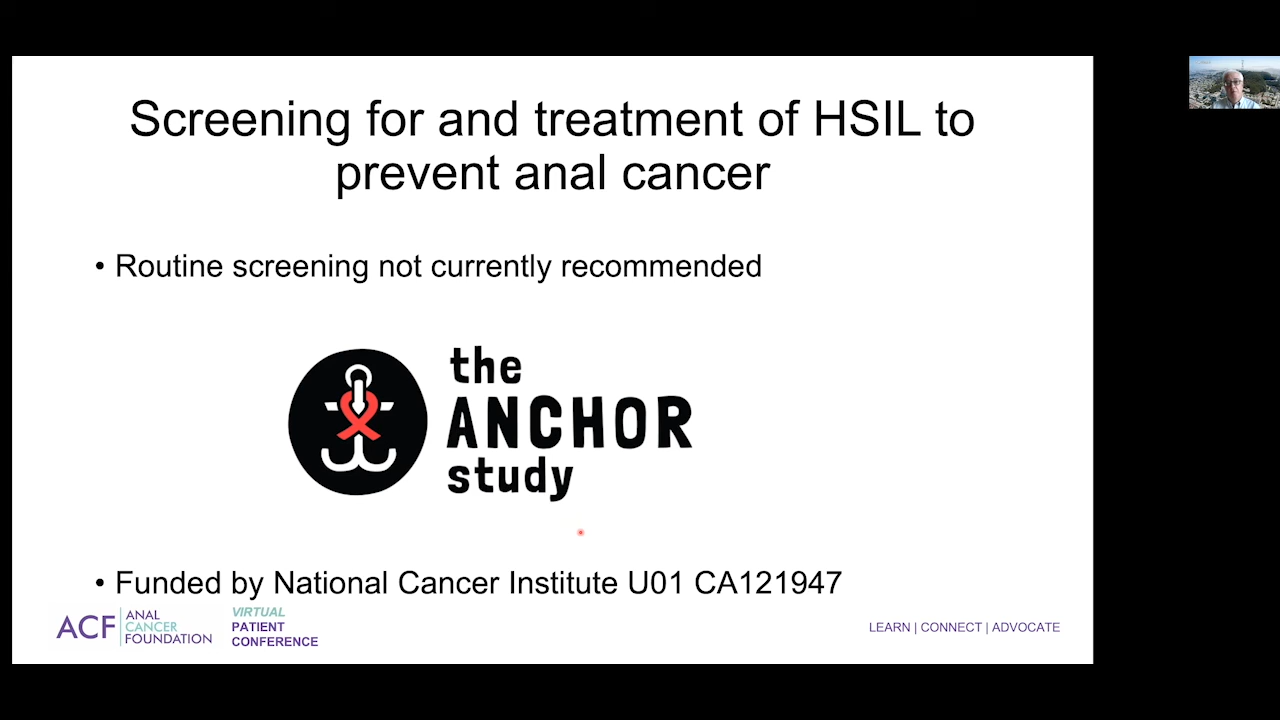 Screening for and treatment of HSIL to
prevent anal cancer
• Routine screening not currently recommended
the
ANCHOR
study
• Funded by National Cancer Institute U01 CA121947
ACF
ANAL
CANCER
FOUNDATION
VIRTUAL
PATIENT
CONFERENCE
LEARN | CONNECT | ADVOCATE